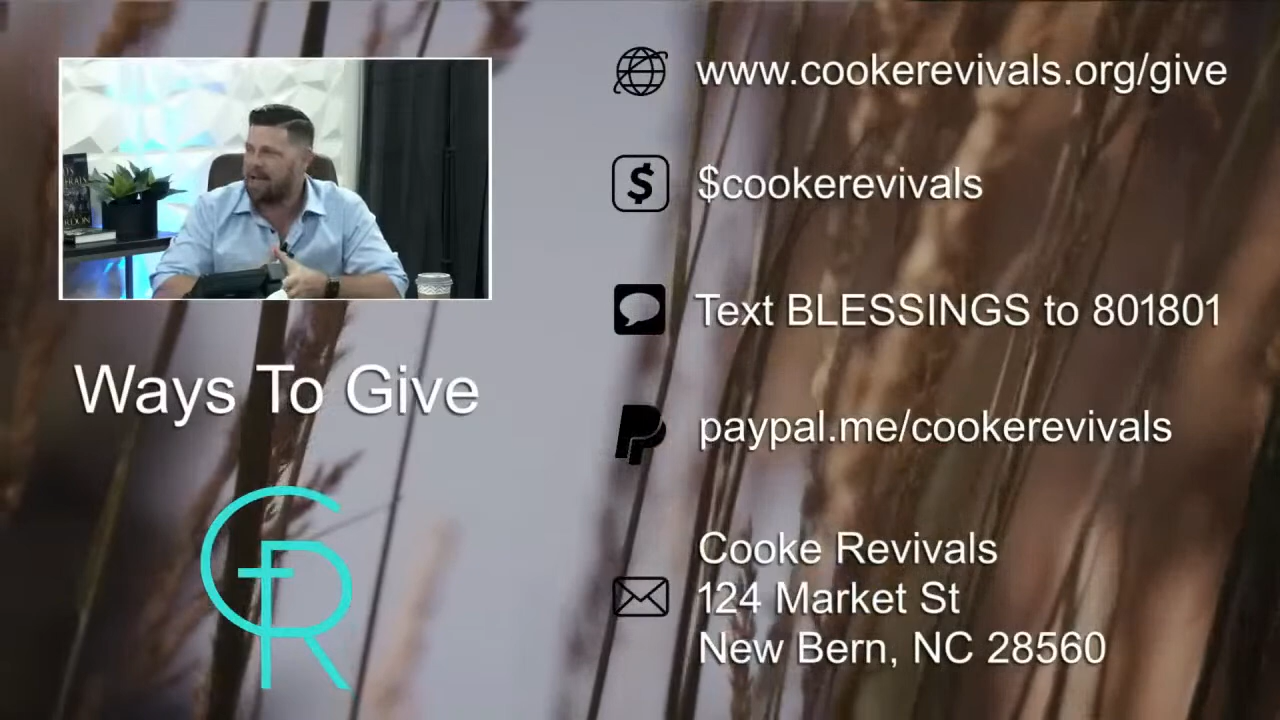 Ways To Give
www.cookerevivals.org/give
$cookerevivals
Text BLESSINGS to 801801
paypal.me/cookerevivals
Cooke Revivals
124 Market St
New Bern, NC 28560